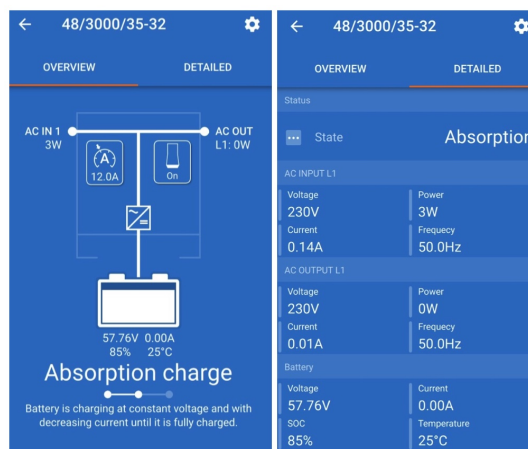 48/3000/35-32
OVERVIEW DETAILED
AC IN 1
3W
AC OUT
L1: 0W
A
12.0A
On
57.76V 0.00A
85% 25°C
Absorption charge
Battery is charging at constant voltage and with
decreasing current until it is fully charged.
48/3000/35-32
OVERVIEW DETAILED
Status
State Absorption
AC INPUT L1
Voltage Power
230V 3W
Current Frequecy
0.14A 50.0Hz
AC OUTPUT L1
Voltage Power
230V 0W
Current Frequecy
0.01A 50.0Hz
Battery
Voltage Current
57.76V 0.00A
SOC Temperature
85% 25°C